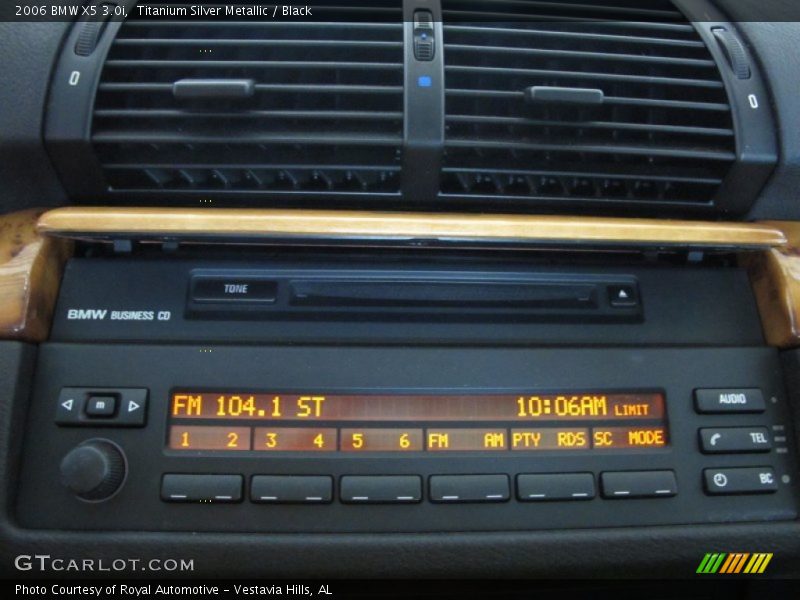 2006 BMW X5 3.0i,  Titanium Silver Metallic / Black
0
0
TONE
BMW BUSINESS CD
m
FM 104.1 ST 10:06AM LIMIT
1 2 3 4 5 6 FM AM PTY RDS SC MODE
AUDIO
TEL
BC
GTCARLOT.COM
Photo Courtesy of Royal Automotive – Vestavia Hills, AL